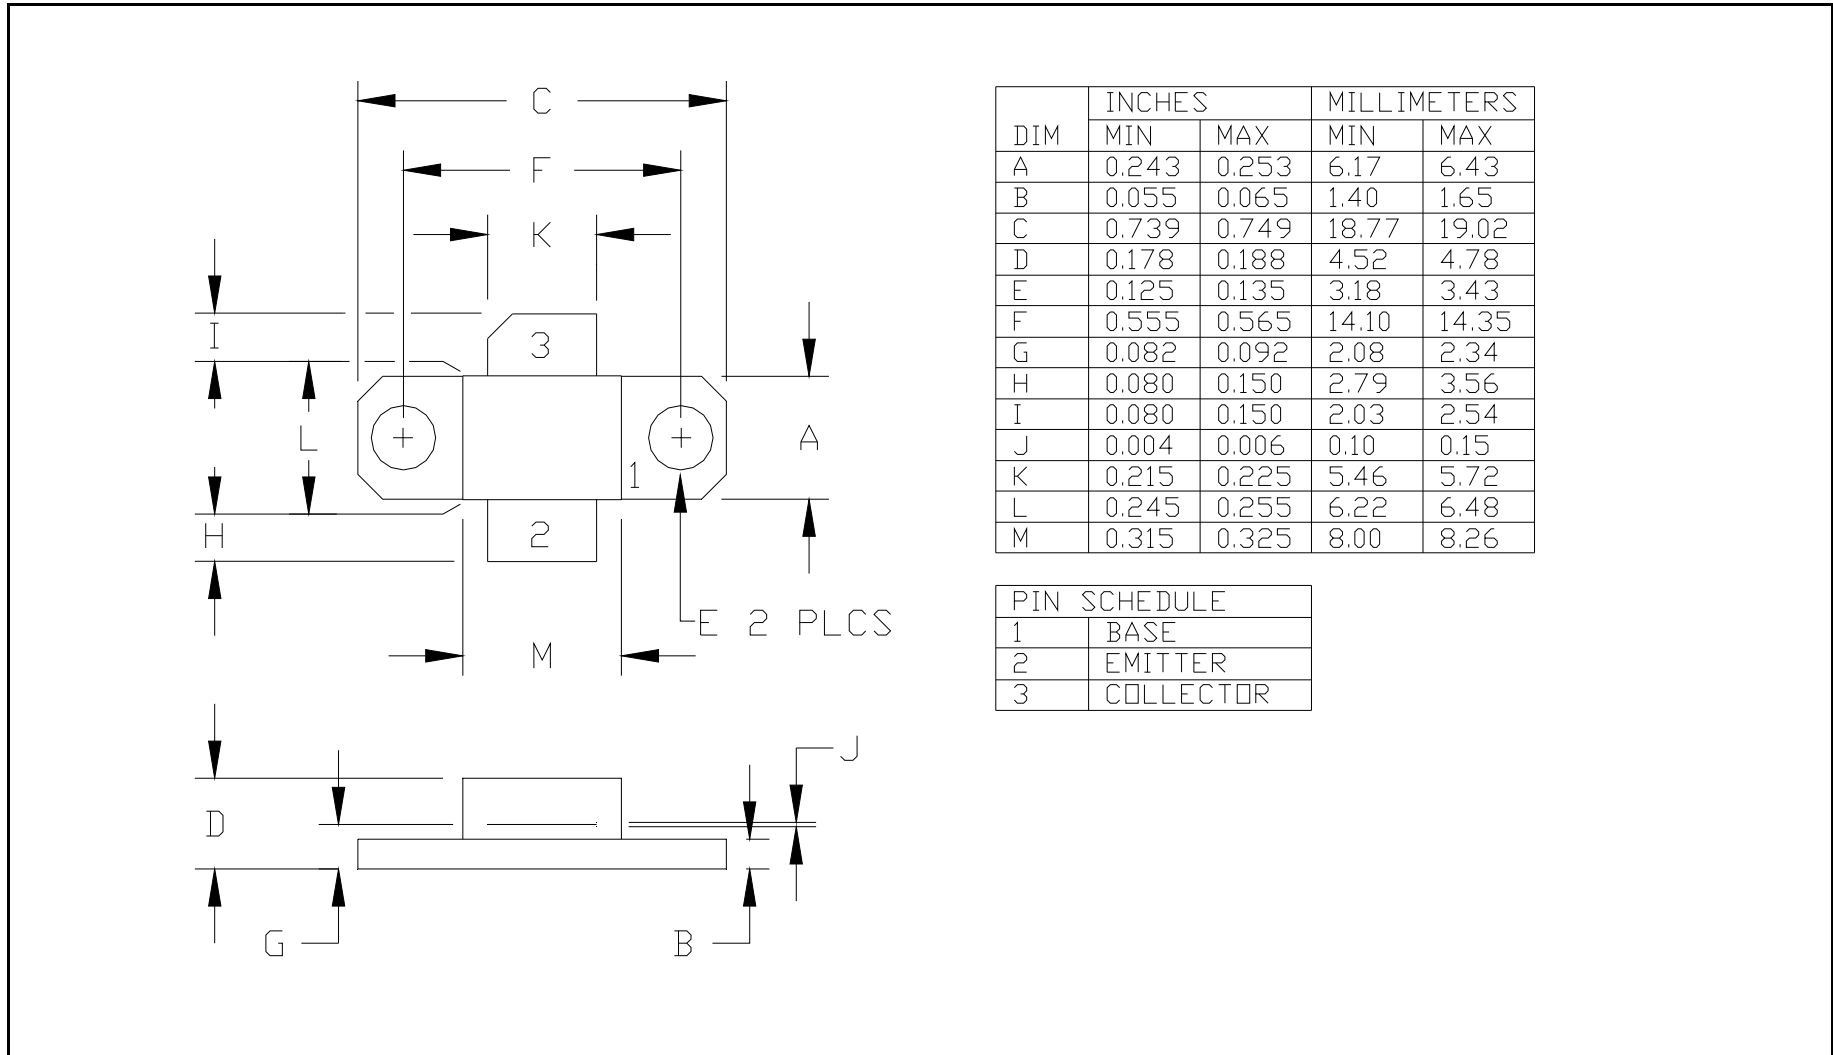 C
F
K
I
3
L
A
1
H
2
E 2 PLCS
M
J
D
G
B
INCHES MILLIMETERS
DIM MIN MAX MIN MAX
A 0.243 0.253 6.17 6.43
B 0.055 0.065 1.40 1.65
C 0.739 0.749 18.77 19.02
D 0.178 0.188 4.52 4.78
E 0.125 0.135 3.18 3.43
F 0.555 0.565 14.10 14.35
G 0.082 0.092 2.08 2.34
H 0.080 0.150 2.79 3.56
I 0.080 0.150 2.03 2.54
J 0.004 0.006 0.10 0.15
K 0.215 0.225 5.46 5.72
L 0.245 0.255 6.22 6.48
M 0.315 0.325 8.00 8.26
PIN SCHEDULE
1 BASE
2 EMITTER
3 COLLECTOR